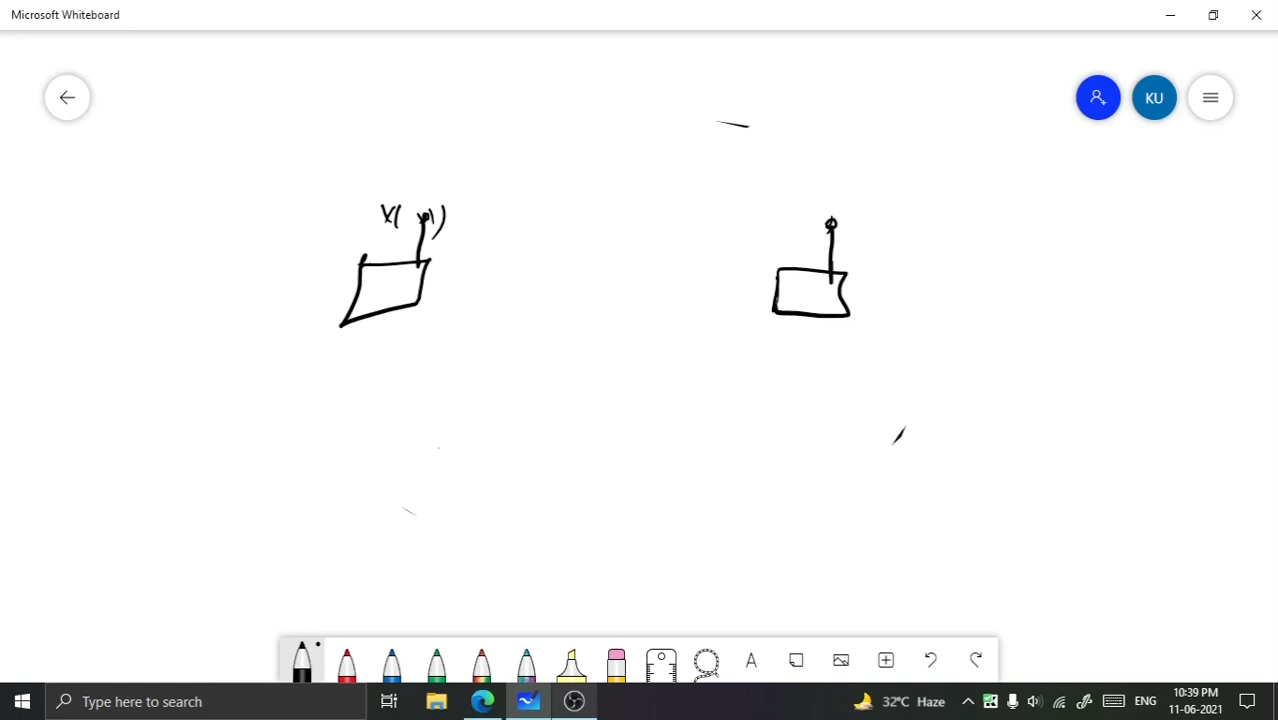 Microsoft Whiteboard
KU
X( )
A
Type here to search
32°C Haze
ENG
10:39 PM
11-06-2021